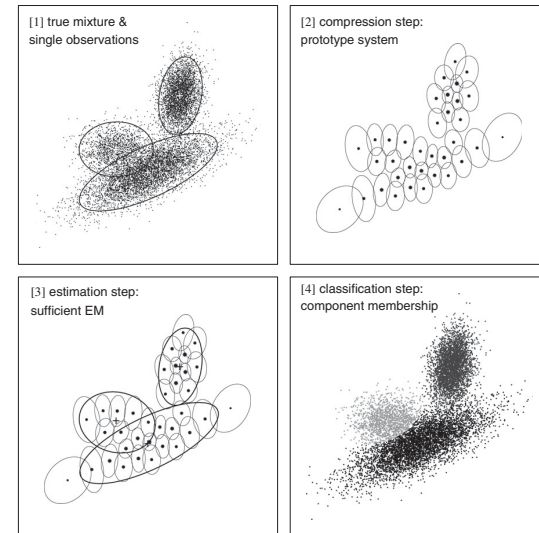 [1] true mixture &
single observations
[2] compression step:
prototype system
[3] estimation step:
sufficient EM
[4] classification step:
component membership